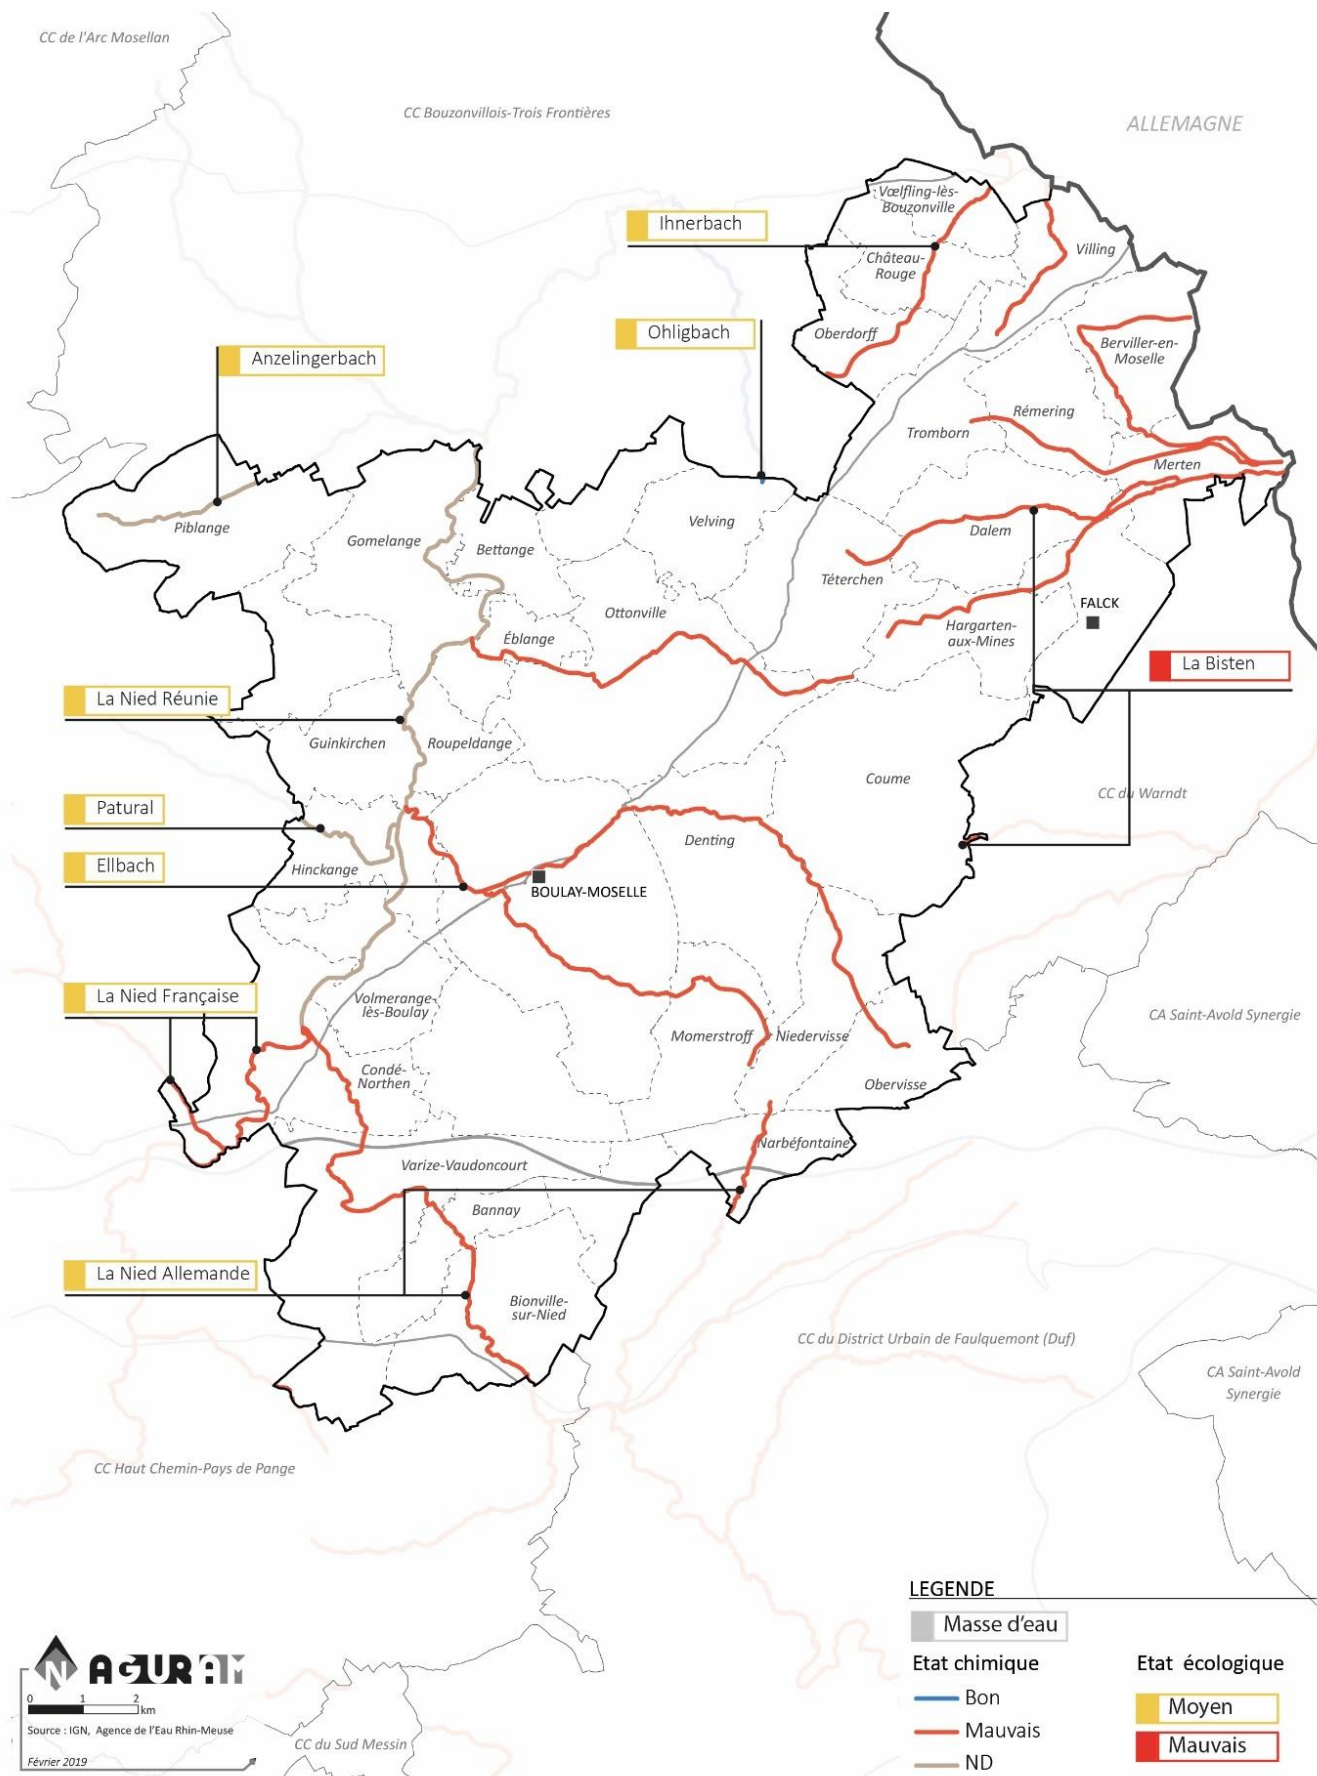 CC de l'Arc Mosellan
CC Bouzonvillois-Trois Frontières
ALLEMAGNE
Vœlfling-lès-
Bouzonville
Ihnerbach
Villing
Château-
Rouge
Ohligbach
Oberdorff
Berviller-en-
Moselle
Anzelingerbach
Rémering
Tromborn
Merten
Piblange
Velving
Dalem
Gomelange
Bettange
Téterchen
FALCK
Ottonville
Hargarten-
aux-Mines
Éblange
La Bisten
La Nied Réunie
Guinkirchen
Roupeldange
Coume
CC du Warndt
Patural
Denting
Ellbach
Hinckange
BOULAY-MOSELLE
La Nied Française
Volmerange-
lès-Boulay
CA Saint-Avold Synergie
Momerstroff
Niedervisse
Condé-
Northen
Obervisse
Narbéfontaine
Varize-Vaudoncourt
Bannay
La Nied Allemande
Bionville-
sur-Nied
CC du District Urbain de Faulquemont (Duf)
CA Saint-Avold
Synergie
CC Haut Chemin-Pays de Pange
LEGENDE
Masse d'eau
Etat chimique
Etat écologique
Bon
Moyen
Mauvais
Mauvais
ND
N
AGURAM
0 1 2
km
Source : IGN, Agence de l'Eau Rhin-Meuse
Février 2019
CC du Sud Messin